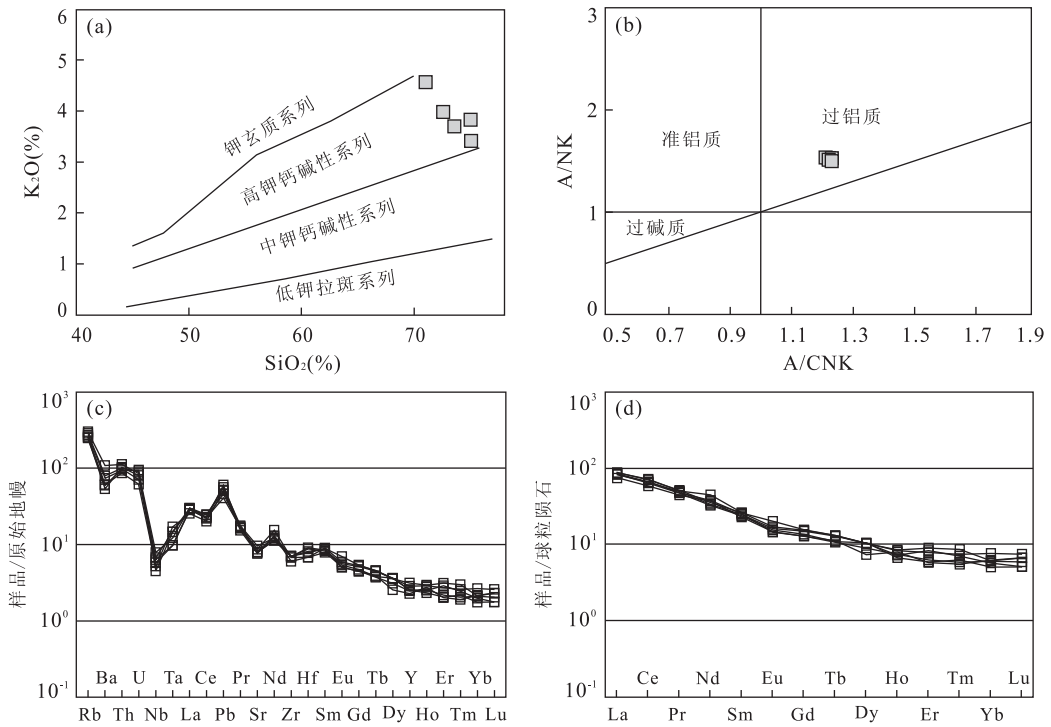 (a)
6
5
4
3
2
1
0
K₂O(%)
钾玄质系列
高钾钙碱性系列
中钾钙碱性系列
低钾拉斑系列
40 50 60 70
SiO₂(%)
(b)
3
2
1
0
A/NK
准铝质
过铝质
过碱质
0.5 0.7 0.9 1.1 1.3 1.5 1.7 1.9
A/CNK
(c)
10³
10²
10¹
10⁰
10⁻¹
样品/原始地幔
Ba U Ta Ce Pr Nd Hf Eu Tb Y Er Yb
Rb Th Nb La Pb Sr Zr Sm Gd Dy Ho Tm Lu
(d)
10³
10²
10¹
10⁰
10⁻¹
样品/球粒陨石
Ce Nd Eu Tb Ho Tm Lu
La Pr Sm Gd Dy Er Yb